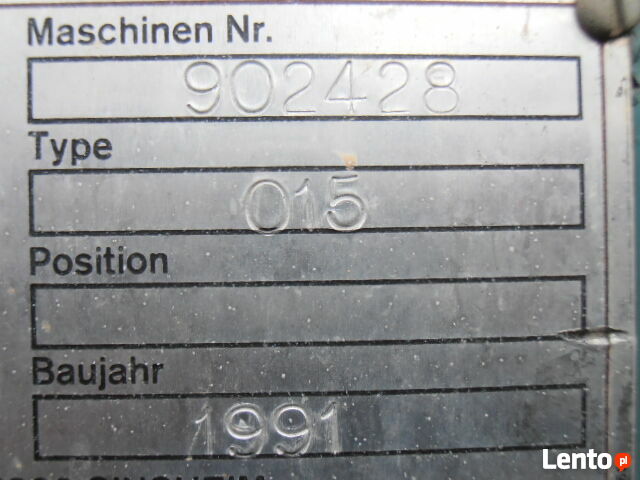 Maschinen Nr.
902428
Type
015
Position
Baujahr
1991
Lento.pl